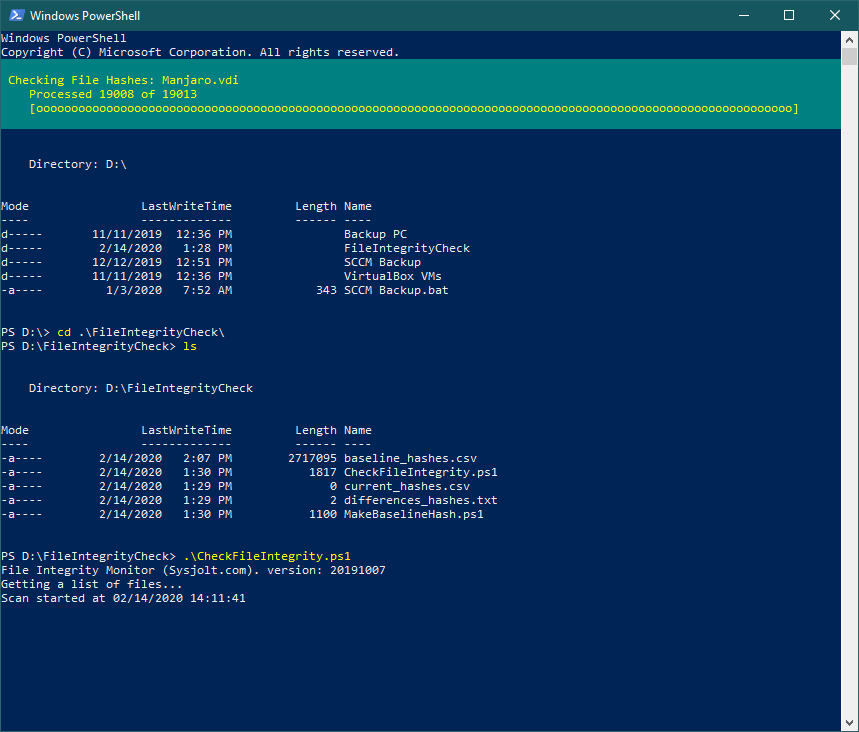 Windows PowerShell
Windows PowerShell
Copyright (C) Microsoft Corporation. All rights reserved.
Checking File Hashes: Manjaro.vdi
Processed 19008 of 19013
[oooooooooooooooooooooooooooooooooooooooooooooooooooooooooooooooooooooooooooooooooooooooooooooooooooooooooooo]
Directory: D:\
Mode                LastWriteTime         Length Name
----                -------------         ------ ----
d-----       11/11/2019  12:36 PM                Backup PC
d-----        2/14/2020   1:28 PM                FileIntegrityCheck
d-----       12/12/2019  12:51 PM                SCCM Backup
d-----       11/11/2019  12:36 PM                VirtualBox VMs
-a----         1/3/2020   7:52 AM            343 SCCM Backup.bat
PS D:\> cd .\FileIntegrityCheck\
PS D:\FileIntegrityCheck> ls
Directory: D:\FileIntegrityCheck
Mode                LastWriteTime         Length Name
----                -------------         ------ ----
-a----        2/14/2020   2:07 PM        2717095 baseline_hashes.csv
-a----        2/14/2020   1:30 PM           1817 CheckFileIntegrity.ps1
-a----        2/14/2020   1:29 PM              0 current_hashes.csv
-a----        2/14/2020   1:29 PM              2 differences_hashes.txt
-a----        2/14/2020   1:30 PM           1100 MakeBaselineHash.ps1
PS D:\FileIntegrityCheck> .\CheckFileIntegrity.ps1
File Integrity Monitor (Sysjolt.com). version: 20191007
Getting a list of files...
Scan started at 02/14/2020 14:11:41